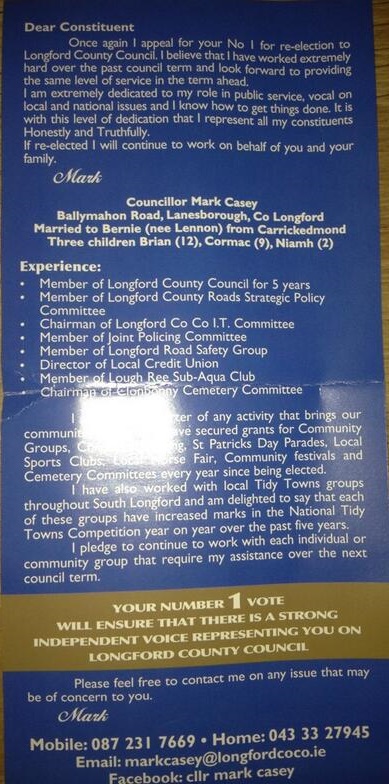 Dear Constituent
Once again I appeal for your No 1 for re-election to
Longford County Council. I believe that I have worked extremely
hard over the past council term and look forward to providing
the same level of service in the term ahead.
I am extremely dedicated to my role in public service, vocal on
local and national issues and I know how to get things done. It is
with this level of dedication that I represent all my constituents
Honestly and Truthfully.
If re-elected I will continue to work on behalf of you and your
family.
Mark
Councillor Mark Casey
Ballymahon Road, Lanesborough, Co Longford
Married to Bernie (nee Lennon) from Carrickedmond
Three children Brian (12), Cormac (9), Niamh (2)
Experience:
• Member of Longford County Council for 5 years
• Member of Longford County Roads Strategic Policy
Committee
• Chairman of Longford Co Co I.T. Committee
• Member of Joint Policing Committee
• Member of Longford Road Safety Group
• Director of Local Credit Union
• Member of Lough Ree Sub-Aqua Club
• Chairman of Clonbonny Cemetery Committee
I of any activity that brings our
secured grants for Community
Groups, St Patricks Day Parades, Local
Sports Clubs, Fair, Community festivals and
Cemetery Committees every year since being elected.
I have also worked with local Tidy Towns groups
throughout South Longford and am delighted to say that each
of these groups have increased marks in the National Tidy
Towns Competition year on year over the past five years.
I pledge to continue to work with each individual or
community group that require my assistance over the next
council term.
YOUR NUMBER 1 VOTE
WILL ENSURE THAT THERE IS A STRONG
INDEPENDENT VOICE REPRESENTING YOU ON
LONGFORD COUNTY COUNCIL
Please feel free to contact me on any issue that may
be of concern to you.
Mark
Mobile: 087 231 7669 • Home: 043 33 27945
Email: markcasey@longfordcoco.ie
Facebook: cllr mark casey